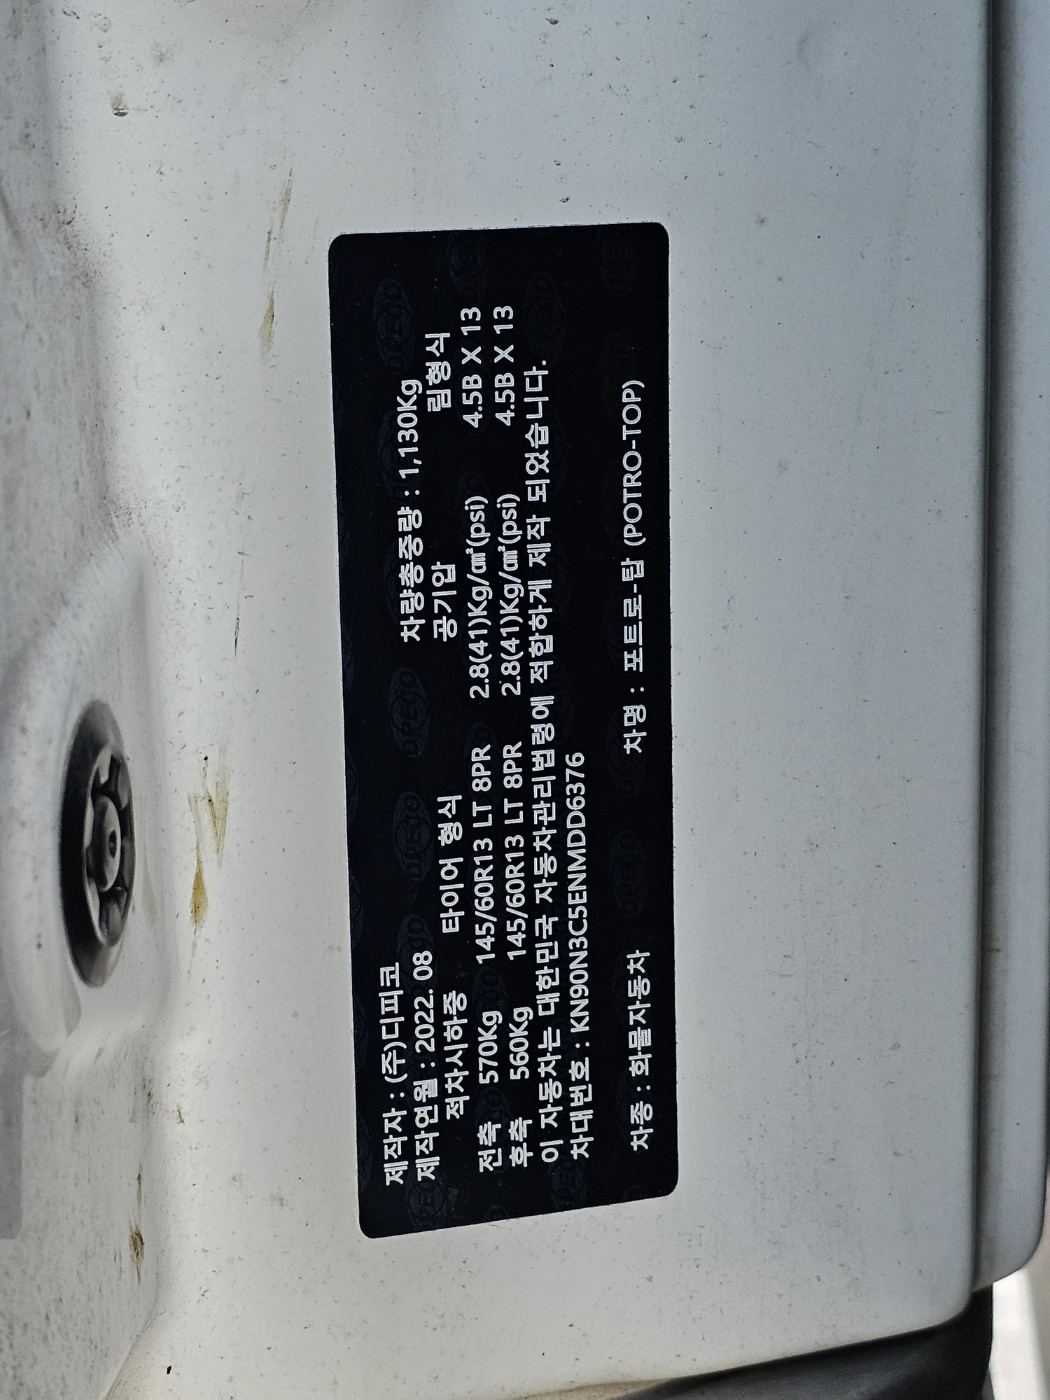 제작자 : (주)디피코
제작연월 : 2022. 08 차량총중량 : 1,130Kg
적차시하중 타이어 형식 공기압 림형식
전축 570Kg 145/60R13 LT 8PR 2.8(41)Kg/㎠(psi) 4.5B X 13
후축 560Kg 145/60R13 LT 8PR 2.8(41)Kg/㎠(psi) 4.5B X 13
이 자동차는 대한민국 자동차관리법령에 적합하게 제작 되었습니다.
차대번호 : KN90N3C5ENMDD6376
차종 : 화물자동차 차명 : 포트로-탑 (POTRO-TOP)